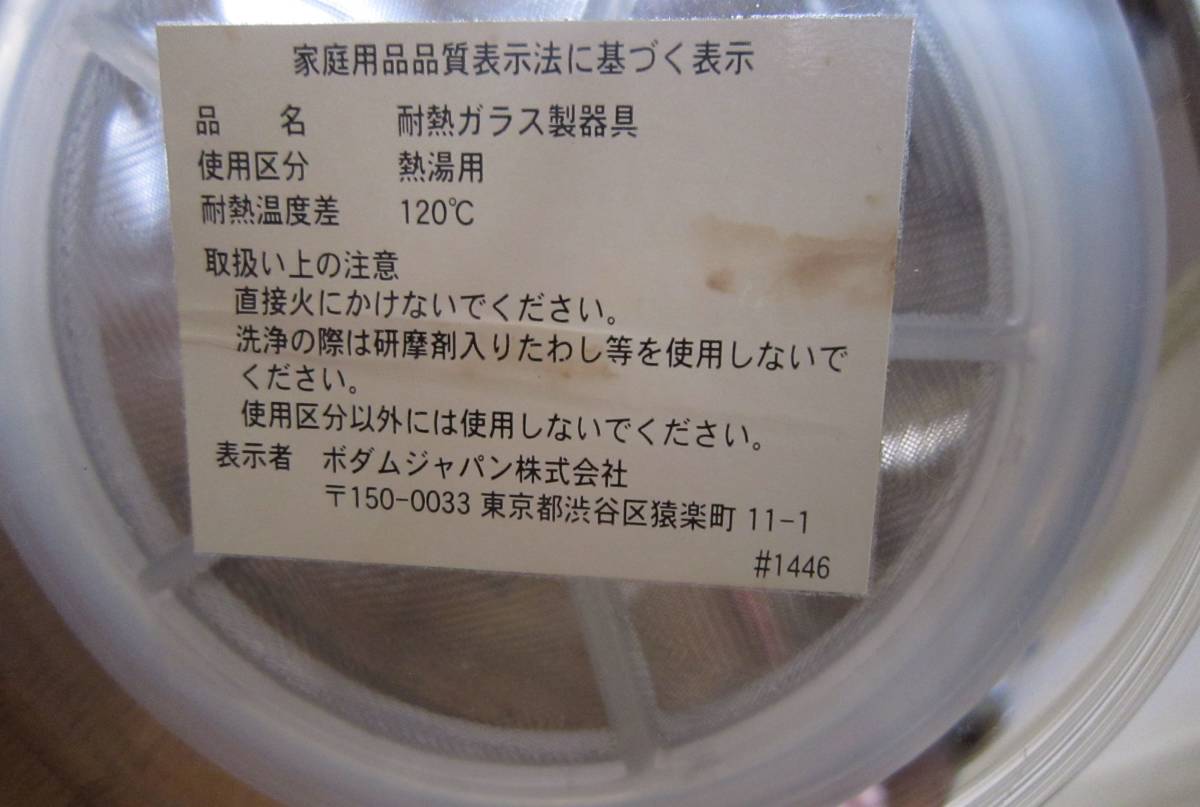 家庭用品品質表示法に基づく表示
品　　名　　耐熱ガラス製器具
使用区分　　熱湯用
耐熱温度差　　120℃
取扱い上の注意
直接火にかけないでください。
洗浄の際は研摩剤入りたわし等を使用しないで
ください。
使用区分以外には使用しないでください。
表示者　ボダムジャパン株式会社
〒150-0033 東京都渋谷区猿楽町 11-1
#1446